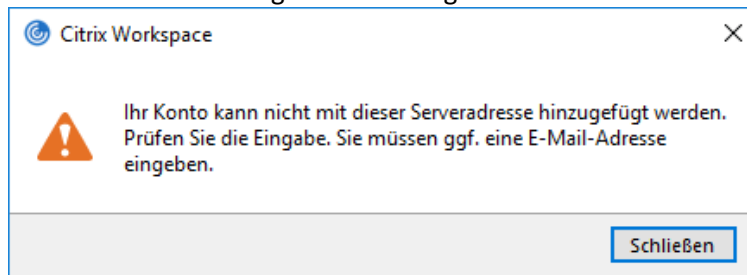 Citrix Workspace
Ihr Konto kann nicht mit dieser Serveradresse hinzugefügt werden.
Prüfen Sie die Eingabe. Sie müssen ggf. eine E-Mail-Adresse
eingeben.
Schließen